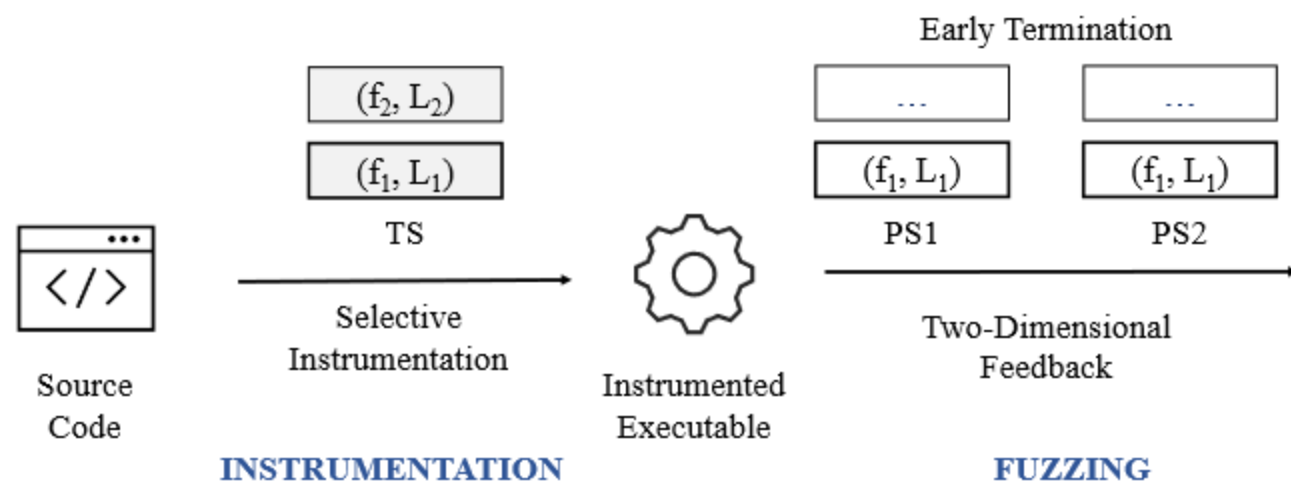 Early Termination
(f₂, L₂)
...
...
(f₁, L₁)
(f₁, L₁)
(f₁, L₁)
TS
PS1
PS2
</>
Selective
Instrumentation
Two-Dimensional
Feedback
Source
Code
Instrumented
Executable
INSTRUMENTATION
FUZZING